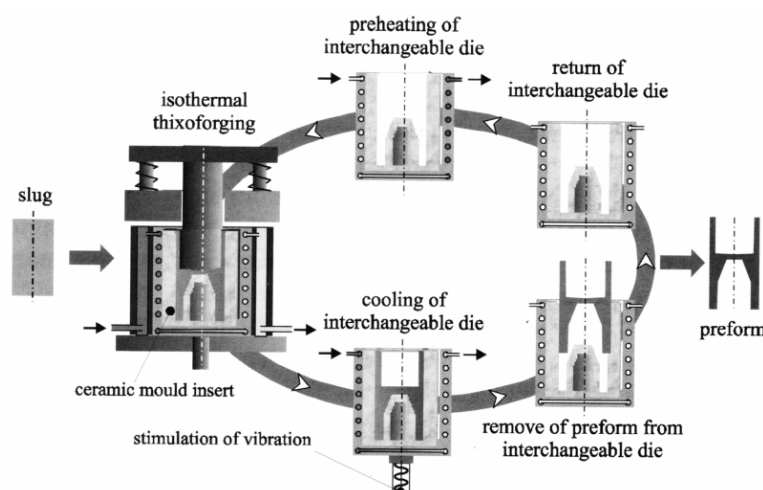 preheating of
interchangeable die
return of
interchangeable die
isothermal
thixoforging
slug
cooling of
interchangeable die
preform
ceramic mould insert
stimulation of vibration
remove of preform from
interchangeable die